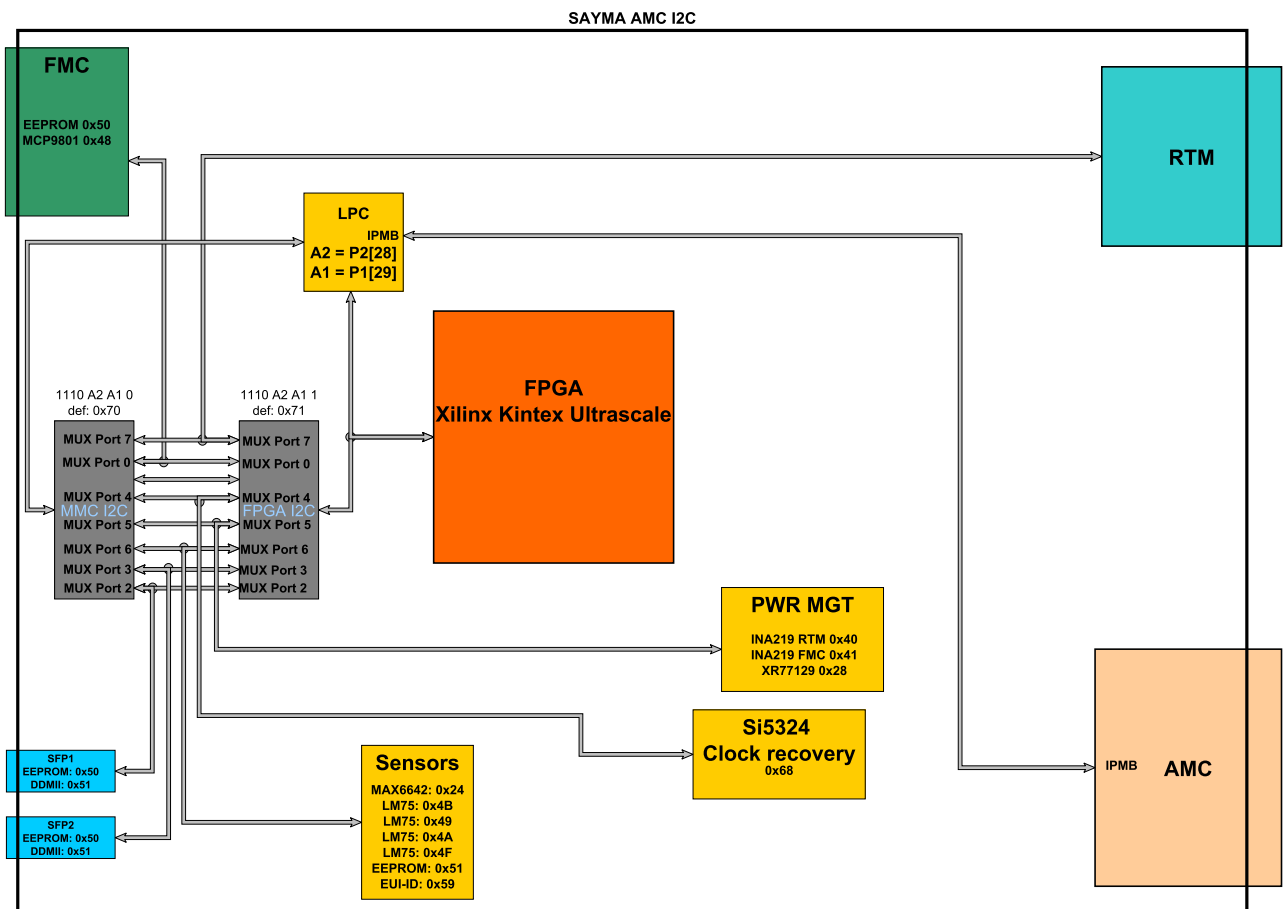 SAYMA AMC I2C
FMC
EEPROM 0x50
MCP9801 0x48
RTM
LPC
IPMB
A2 = P2[28]
A1 = P1[29]
FPGA
Xilinx Kintex Ultrascale
1110 A2 A1 0
def: 0x70
MUX Port 7
MUX Port 0
MUX Port 4
MMC I2C
MUX Port 5
MUX Port 6
MUX Port 3
MUX Port 2
1110 A2 A1 1
def: 0x71
MUX Port 7
MUX Port 0
MUX Port 4
FPGA I2C
MUX Port 5
MUX Port 6
MUX Port 3
MUX Port 2
PWR MGT
INA219 RTM 0x40
INA219 FMC 0x41
XR77129 0x28
Si5324
Clock recovery
0x68
IPMB
AMC
SFP1
EEPROM: 0x50
DDMII: 0x51
SFP2
EEPROM: 0x50
DDMII: 0x51
Sensors
MAX6642: 0x24
LM75: 0x4B
LM75: 0x49
LM75: 0x4A
LM75: 0x4F
EEPROM: 0x51
EUI-ID: 0x59